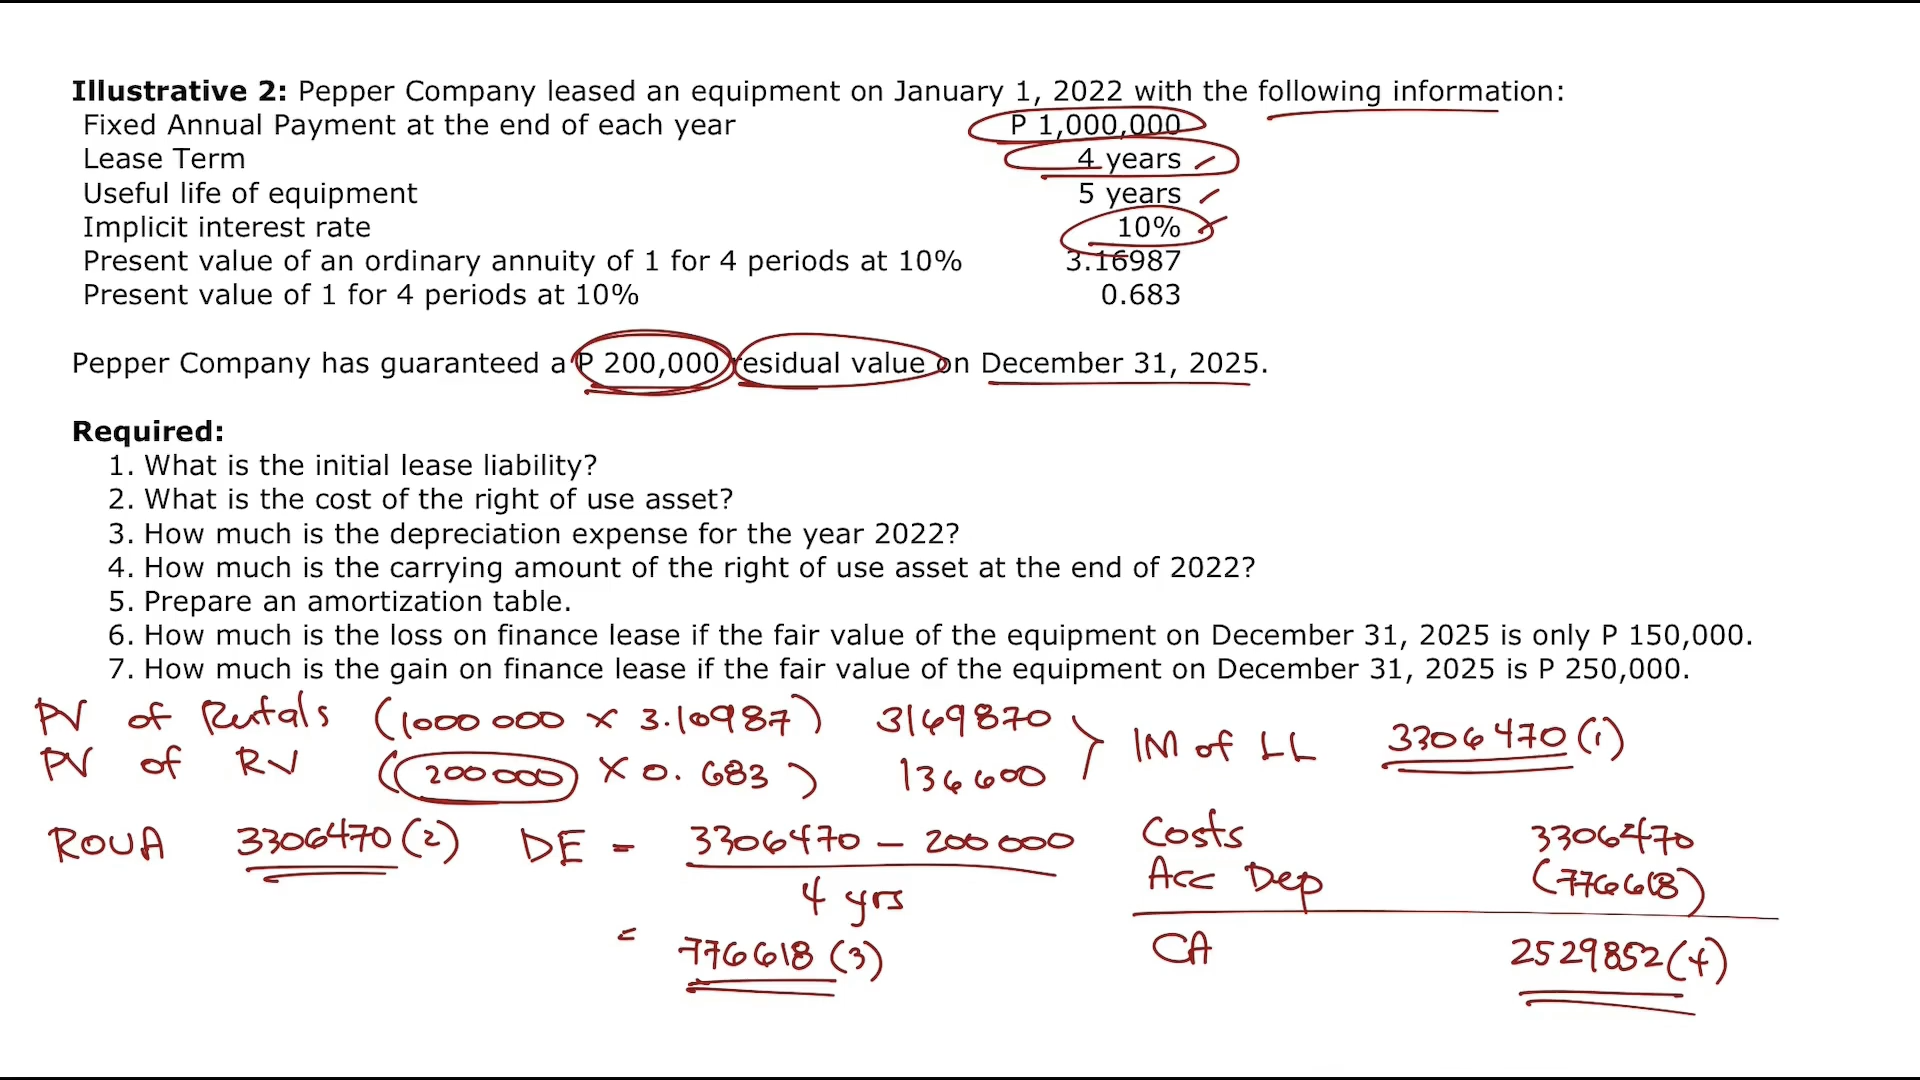 Illustrative 2: Pepper Company leased an equipment on January 1, 2022 with the following information:
Fixed Annual Payment at the end of each year P 1,000,000
Lease Term 4 years
Useful life of equipment 5 years
Implicit interest rate 10%
Present value of an ordinary annuity of 1 for 4 periods at 10% 3.16987
Present value of 1 for 4 periods at 10% 0.683
Pepper Company has guaranteed a P 200,000 residual value on December 31, 2025.
Required:
1. What is the initial lease liability?
2. What is the cost of the right of use asset?
3. How much is the depreciation expense for the year 2022?
4. How much is the carrying amount of the right of use asset at the end of 2022?
5. Prepare an amortization table.
6. How much is the loss on finance lease if the fair value of the equipment on December 31, 2025 is only P 150,000.
7. How much is the gain on finance lease if the fair value of the equipment on December 31, 2025 is P 250,000.
PV of Rentals (1000 000 x 3.16987) 3169870
PV of RV (200 000 x 0.683) 136600
IM of LL 3306470 (1)
ROUA 3306470 (2)
DE = 3306470 - 200 000
4 yrs
= 776618 (3)
Costs 3306470
Acc Dep (776618)
CA 2529852 (4)